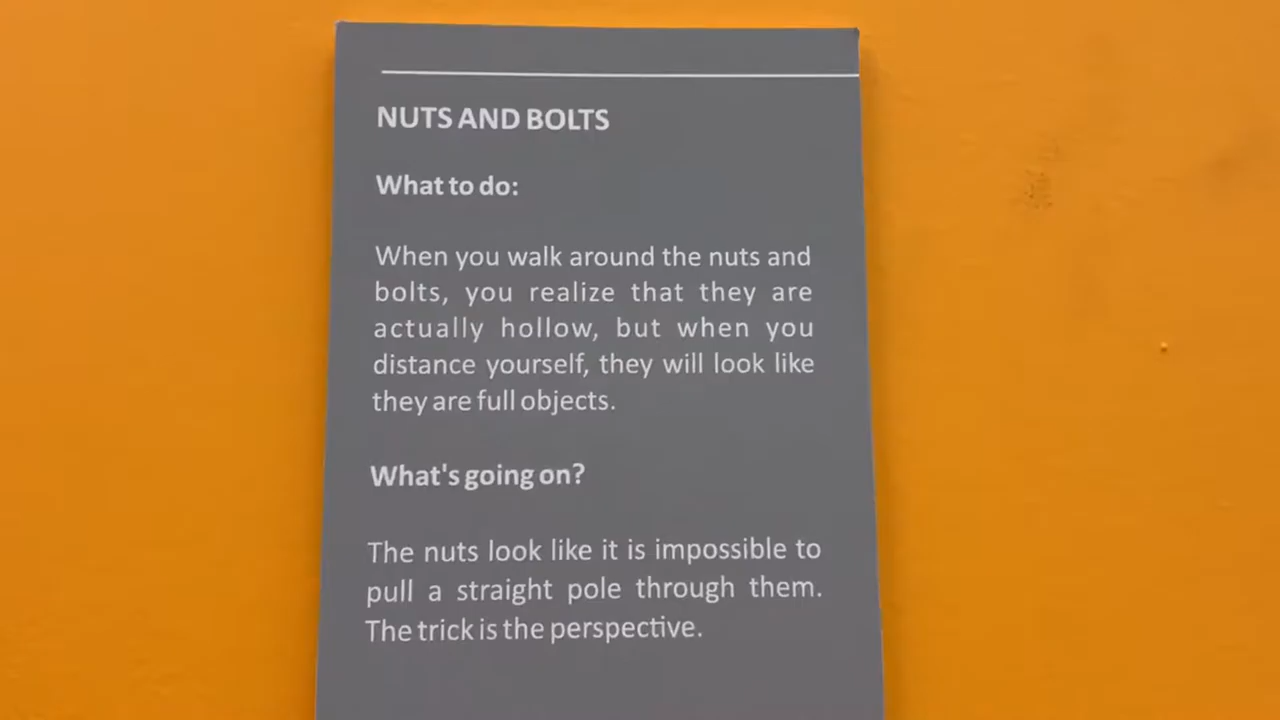 NUTS AND BOLTS
What to do:
When you walk around the nuts and
bolts, you realize that they are
actually hollow, but when you
distance yourself, they will look like
they are full objects.
What's going on?
The nuts look like it is impossible to
pull a straight pole through them.
The trick is the perspective.